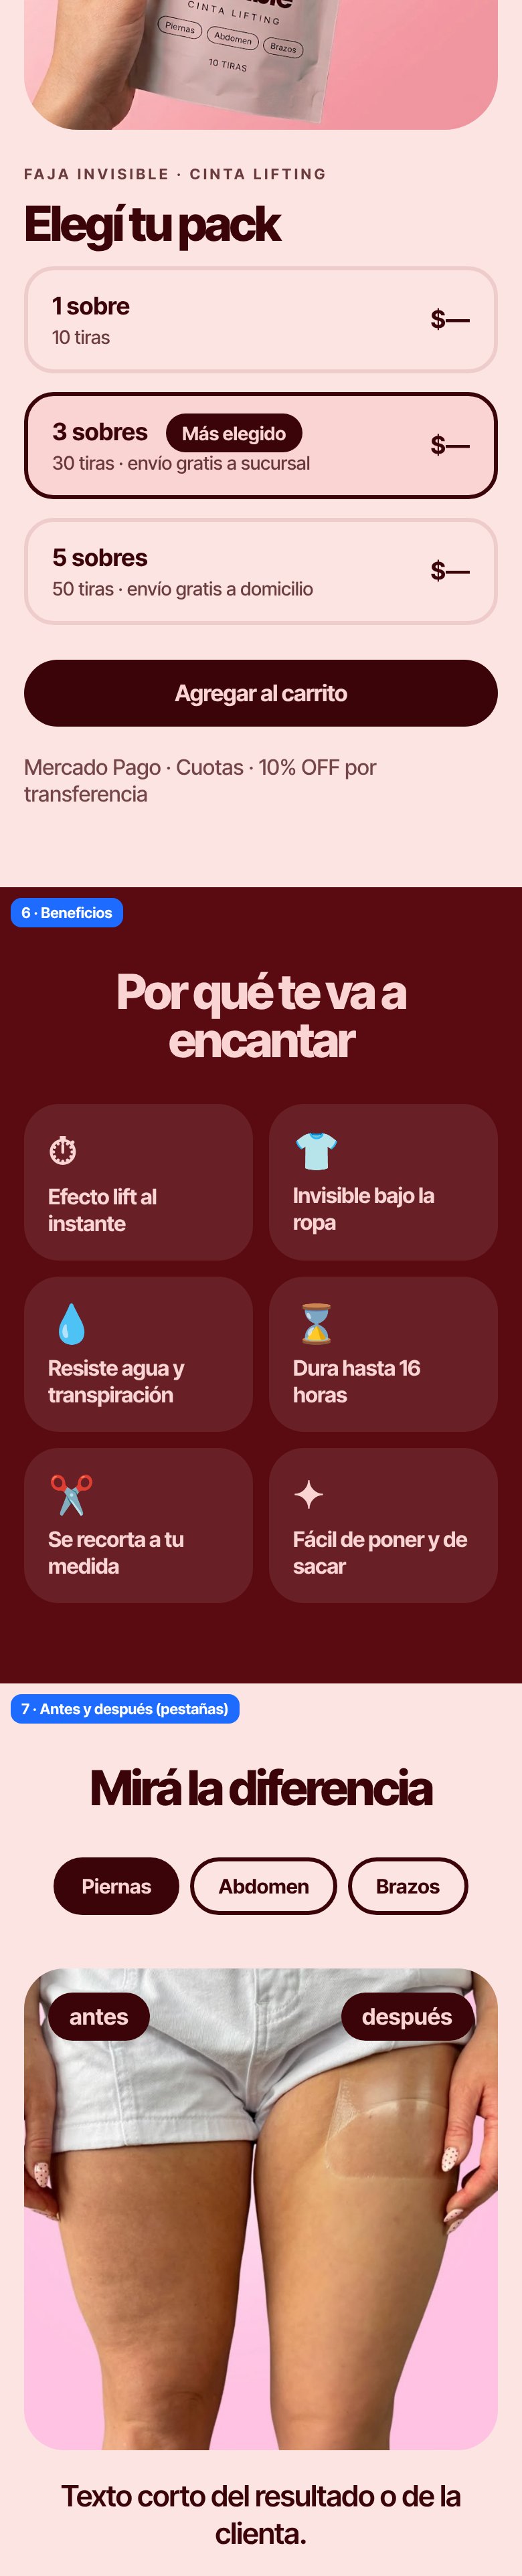 CINTA LIFTING
Piernas
Abdomen
Brazos
10 TIRAS
FAJA INVISIBLE · CINTA LIFTING
Elegí tu pack
1 sobre
10 tiras
$—
3 sobres
Más elegido
30 tiras · envío gratis a sucursal
$—
5 sobres
50 tiras · envío gratis a domicilio
$—
Agregar al carrito
Mercado Pago · Cuotas · 10% OFF por
transferencia
6 · Beneficios
Por qué te va a
encantar
Efecto lift al
instante
Invisible bajo la
ropa
Resiste agua y
transpiración
Dura hasta 16
horas
Se recorta a tu
medida
Fácil de poner y de
sacar
7 · Antes y después (pestañas)
Mirá la diferencia
Piernas
Abdomen
Brazos
antes
después
Texto corto del resultado o de la
clienta.